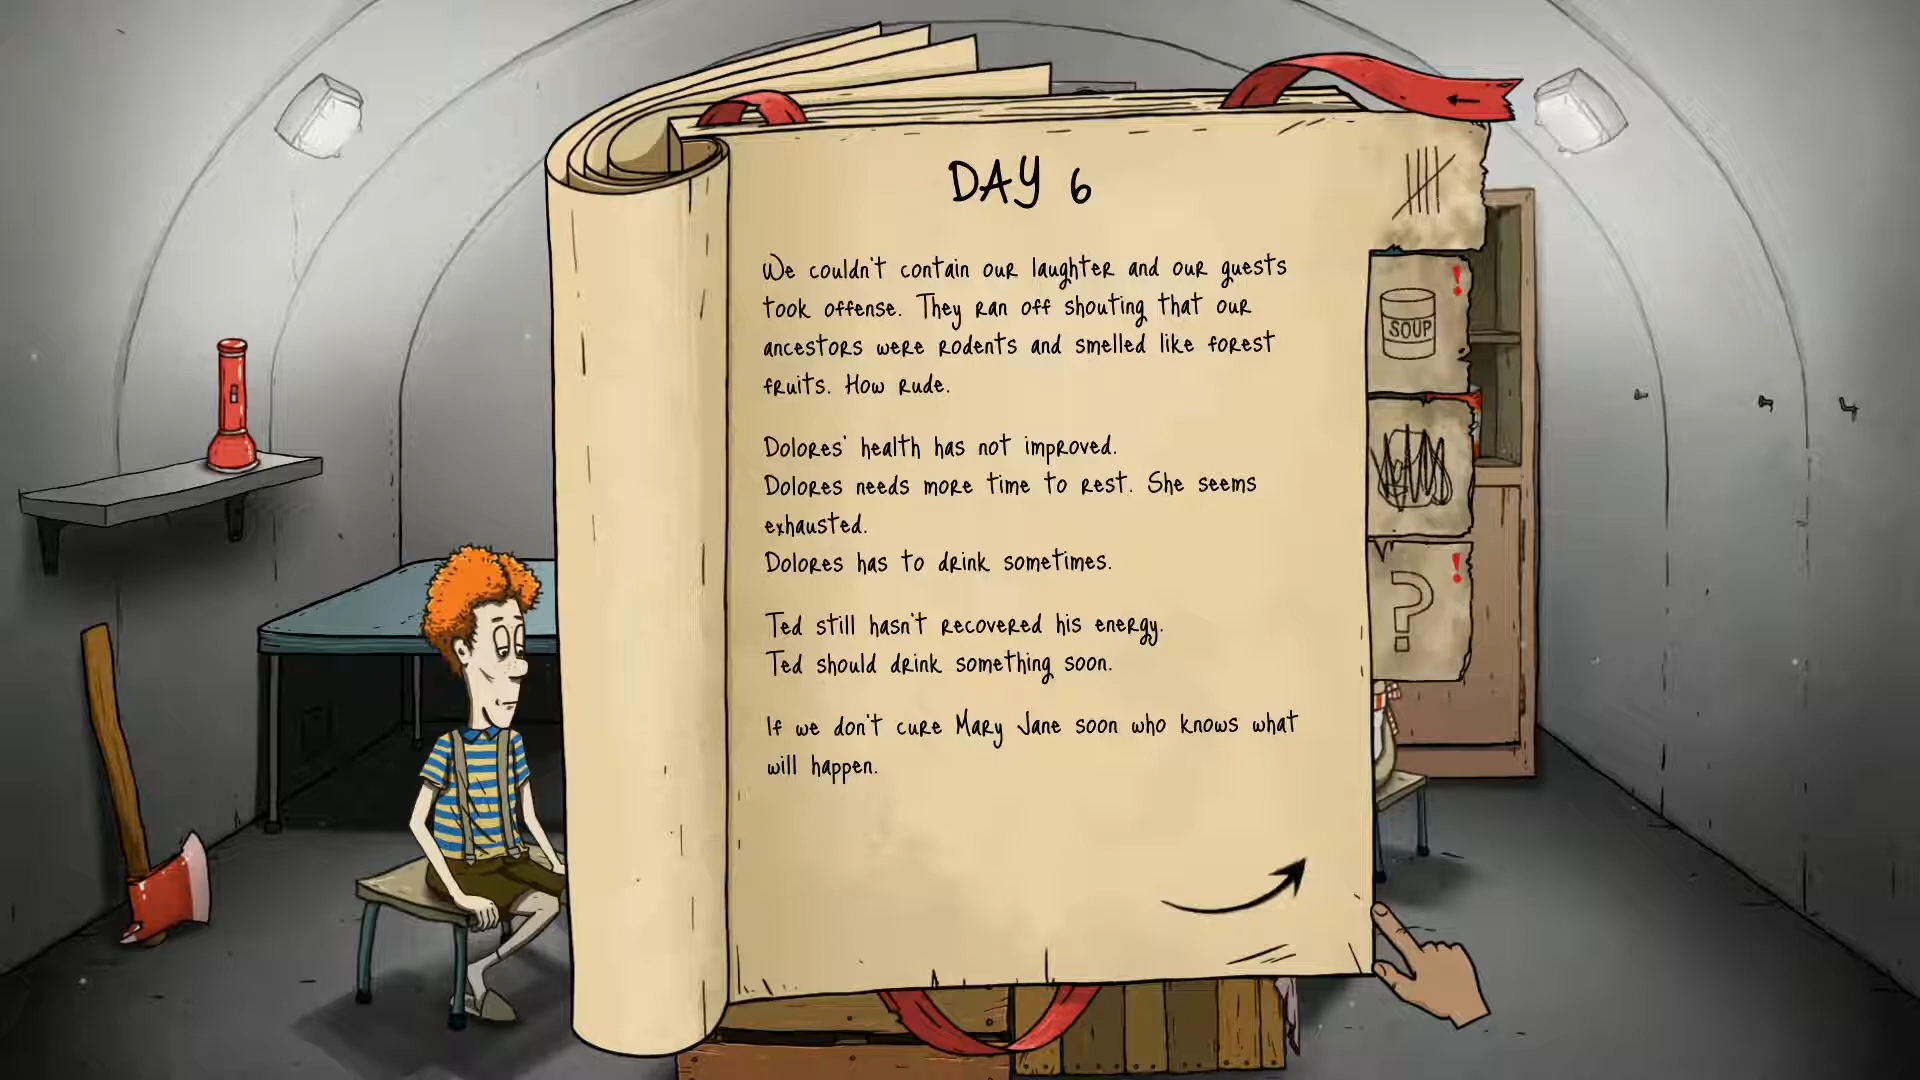 DAY 6
We couldn't contain our laughter and our guests
took offense. They ran off shouting that our
ancestors were rodents and smelled like forest
fruits. How rude.
Dolores' health has not improved.
Dolores needs more time to rest. She seems
exhausted.
Dolores has to drink sometimes.
Ted still hasn't recovered his energy.
Ted should drink something soon.
If we don't cure Mary Jane soon who knows what
will happen.
!
SOUP
!
?